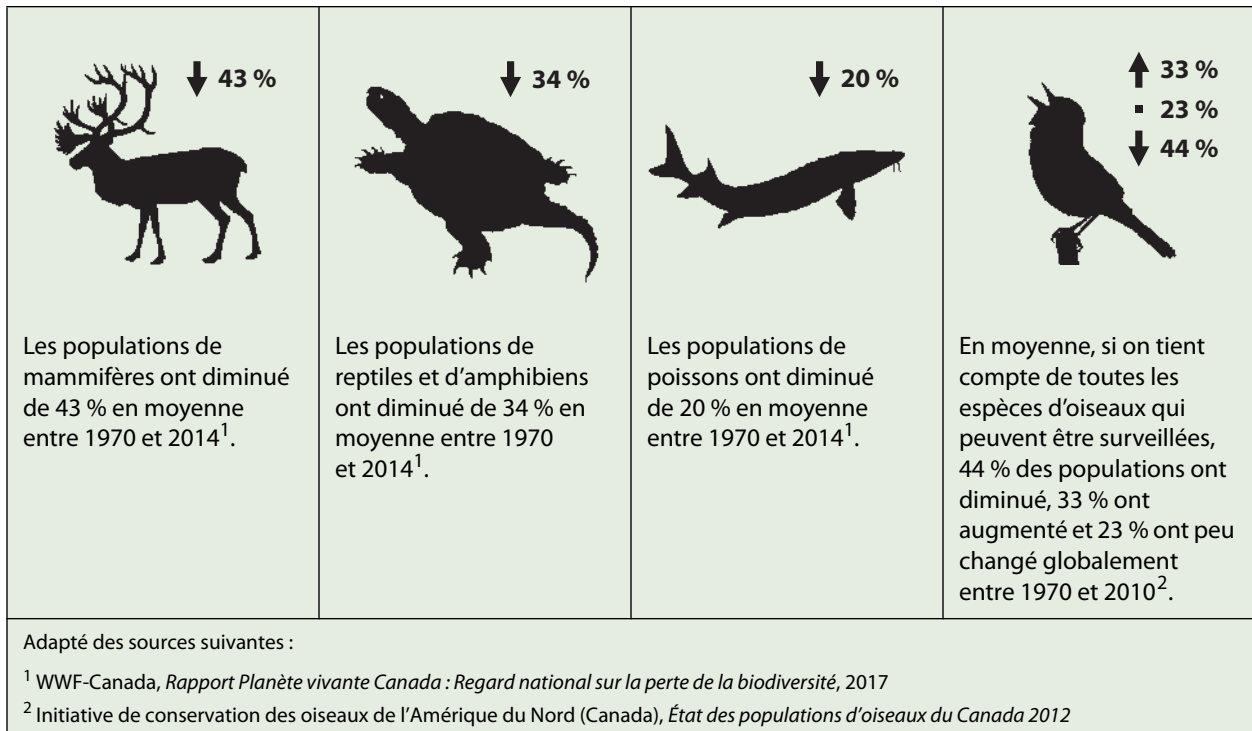 43 %
Les populations de
mammifères ont diminué
de 43 % en moyenne
entre 1970 et 2014¹.
34 %
Les populations de
reptiles et d'amphibiens
ont diminué de 34 % en
moyenne entre 1970
et 2014¹.
20 %
Les populations de
poissons ont diminué
de 20 % en moyenne
entre 1970 et 2014¹.
33 %
23 %
44 %
En moyenne, si on tient
compte de toutes les
espèces d'oiseaux qui
peuvent être surveillées,
44 % des populations ont
diminué, 33 % ont
augmenté et 23 % ont peu
changé globalement
entre 1970 et 2010².
Adapté des sources suivantes :
¹ WWF-Canada, Rapport Planète vivante Canada : Regard national sur la perte de la biodiversité, 2017
² Initiative de conservation des oiseaux de l’Amérique du Nord (Canada), État des populations d’oiseaux du Canada 2012